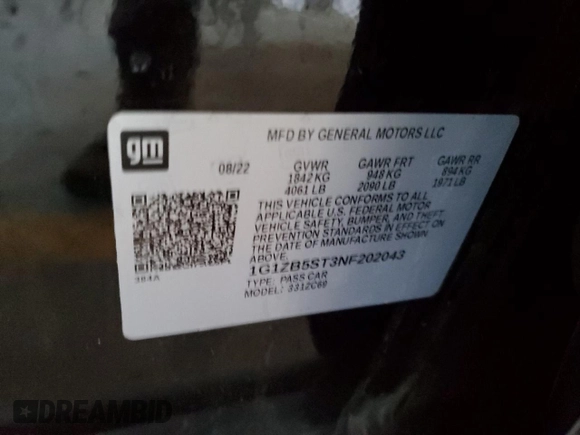 gm
MFD BY GENERAL MOTORS LLC
08/22 GVWR GAWR FRT GAWR RR
1842 KG 948 KG 894 KG
4061 LB 2090 LB 1971 LB
THIS VEHICLE CONFORMS TO ALL
APPLICABLE U.S. FEDERAL MOTOR
VEHICLE SAFETY, BUMPER, AND THEFT
PREVENTION STANDARDS IN EFFECT ON
THE DATE OF MANUFACTURE SHOWN
ABOVE.
1G1ZB5ST3NF202043
384A
TYPE: PASS CAR
MODEL: 331ZC69
DREAMBID